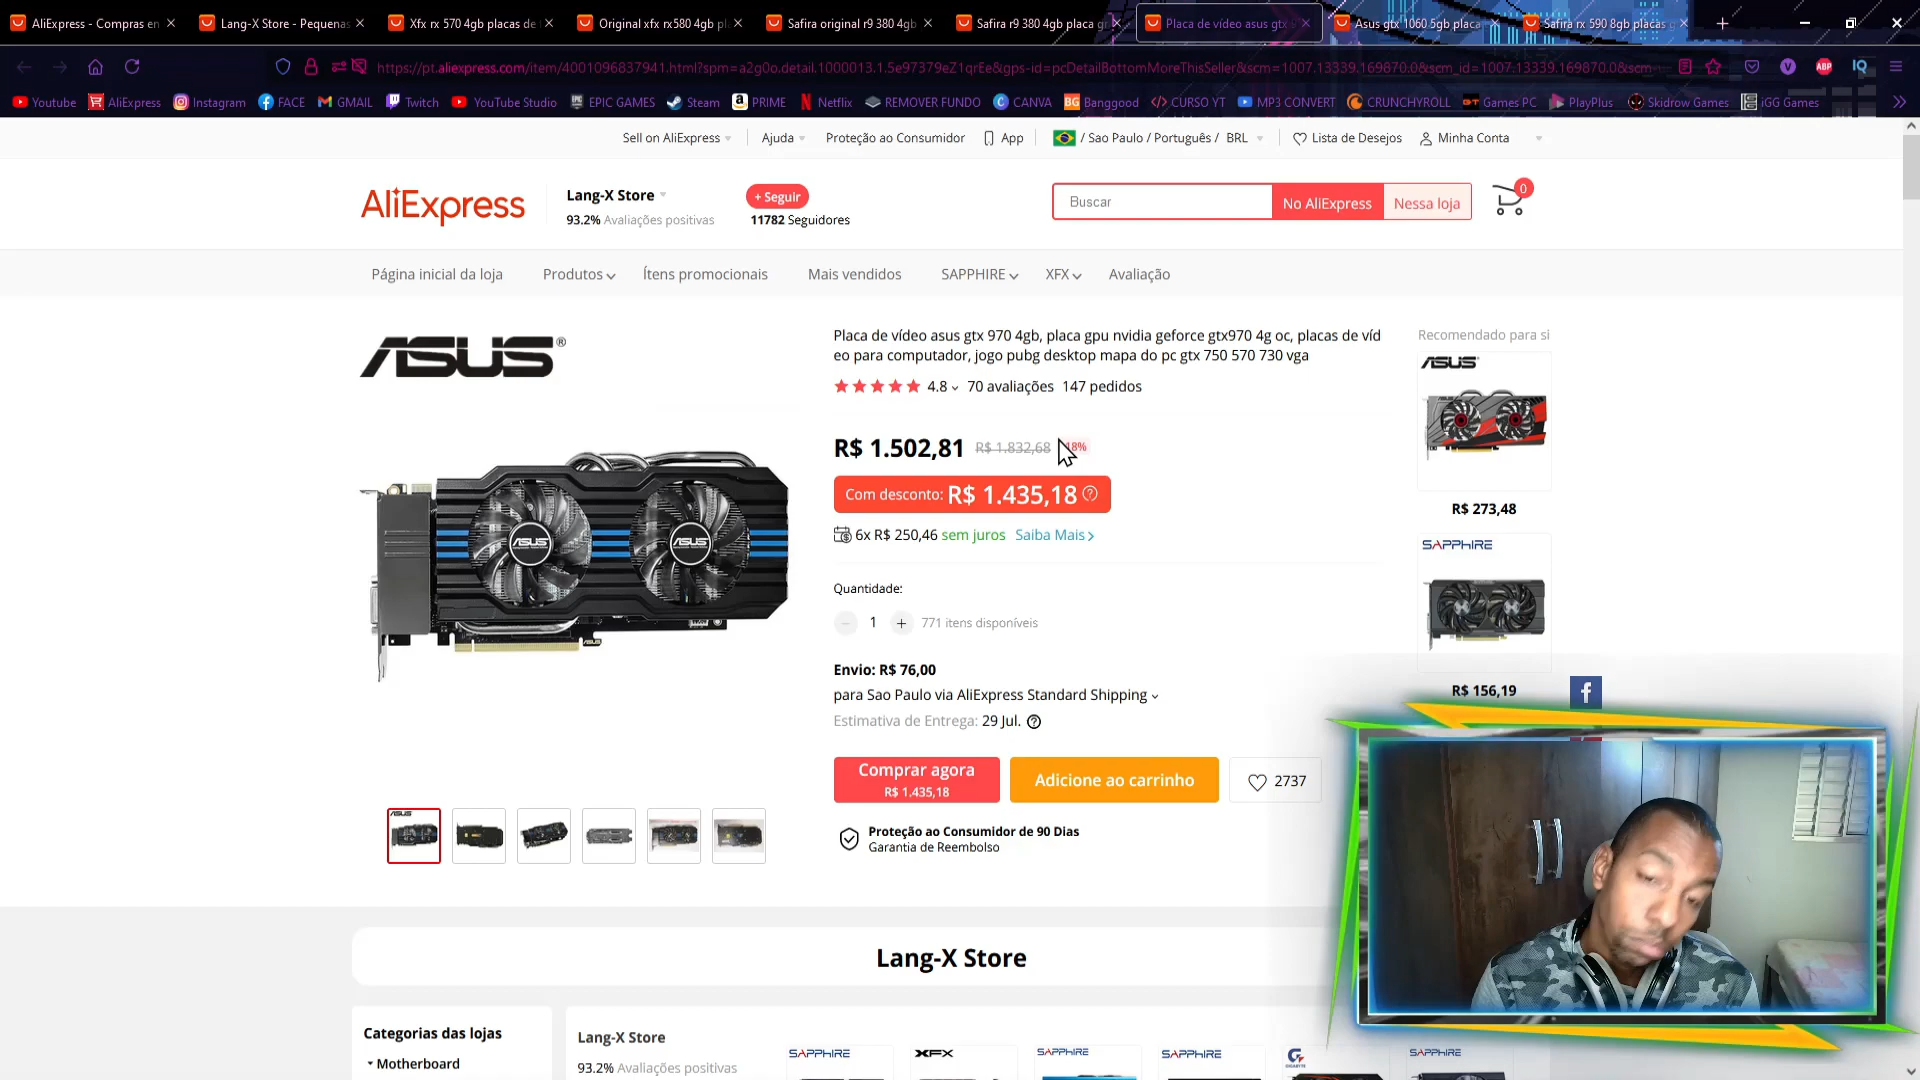 AliExpress - Compras en
Lang-X Store - Pequenas
Xfx rx 570 4gb placas de
Original xfx rx580 4gb pl
Safira original r9 380 4gb
Safira r9 380 4gb placa gr
Placa de vídeo asus gtx
Asus gtx 1060 5gb placa
Safira rx 590 8gb placas g
https://pt.aliexpress.com/item/4001096837941.html?spm=a2g0o.detail.1000013.1.5e97379eZ1qrEe&gps-id=pcDetailBottomMoreThisSeller&scm=1007.13339.169870.0&scm_id=1007.13339.169870.0&scm-
Youtube
AliExpress
Instagram
FACE
GMAIL
Twitch
YouTube Studio
EPIC GAMES
Steam
PRIME
Netflix
REMOVER FUNDO
CANVA
Banggood
CURSO YT
MP3 CONVERT
CRUNCHYROLL
Games PC
PlayPlus
Skidrow Games
IGG Games
Sell on AliExpress
Ajuda
Proteção ao Consumidor
App
/ Sao Paulo / Português / BRL
Lista de Desejos
Minha Conta
AliExpress
Lang-X Store
93.2% Avaliações positivas
+ Seguir
11782 Seguidores
Buscar
No AliExpress
Nessa loja
0
Página inicial da loja
Produtos
Ítens promocionais
Mais vendidos
SAPPHIRE
XFX
Avaliação
ASUS®
Placa de vídeo asus gtx 970 4gb, placa gpu nvidia geforce gtx970 4g oc, placas de víd
eo para computador, jogo pubg desktop mapa do pc gtx 750 570 730 vga
4.8
70 avaliações
147 pedidos
R$ 1.502,81
R$ 1.832,68
18%
Com desconto: R$ 1.435,18
6x R$ 250,46 sem juros
Saiba Mais
Quantidade:
1
+
771 itens disponíveis
Envio: R$ 76,00
para Sao Paulo via AliExpress Standard Shipping
Estimativa de Entrega: 29 Jul.
Comprar agora
R$ 1.435,18
Adicione ao carrinho
2737
Proteção ao Consumidor de 90 Dias
Garantia de Reembolso
Recomendado para si
ASUS
R$ 273,48
SAPPHIRE
R$ 156,19
ASUS
ASUS
ASUS
Lang-X Store
Categorias das lojas
Motherboard
Lang-X Store
93.2% Avaliações positivas
SAPPHIRE
XFX
SAPPHIRE
SAPPHIRE
SAPPHIRE